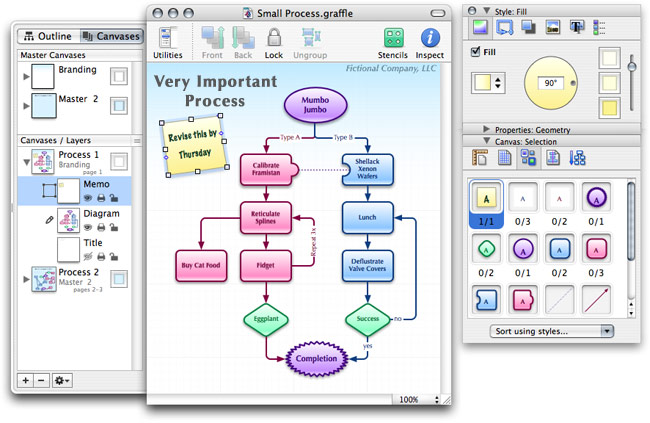 Outline
Canvases
Master Canvases
Branding
Master 2
Canvases / Layers
Process 1
Branding
page 1
Memo
Diagram
Title
Process 2
Master 2
pages 2-3
Small Process.graffle
Utilities
Front
Back
Lock
Ungroup
Stencils
Inspect
Fictional Company, LLC
Very Important
Process
Revise this by
Thursday
Mumbo
Jumbo
Type A
Type B
Calibrate
Framistan
Shellack
Xenon
Wafers
Reticulate
Splines
Lunch
Repeat 3x
Buy Cat Food
Fidget
Deflustrate
Valve Covers
Eggplant
Success
no
yes
Completion
100%
Style: Fill
Fill
90°
Properties: Geometry
Canvas: Selection
A
A
A
A
1/1
0/3
0/2
0/1
A
A
A
A
0/2
0/1
0/2
0/3
A
A
Sort using styles...